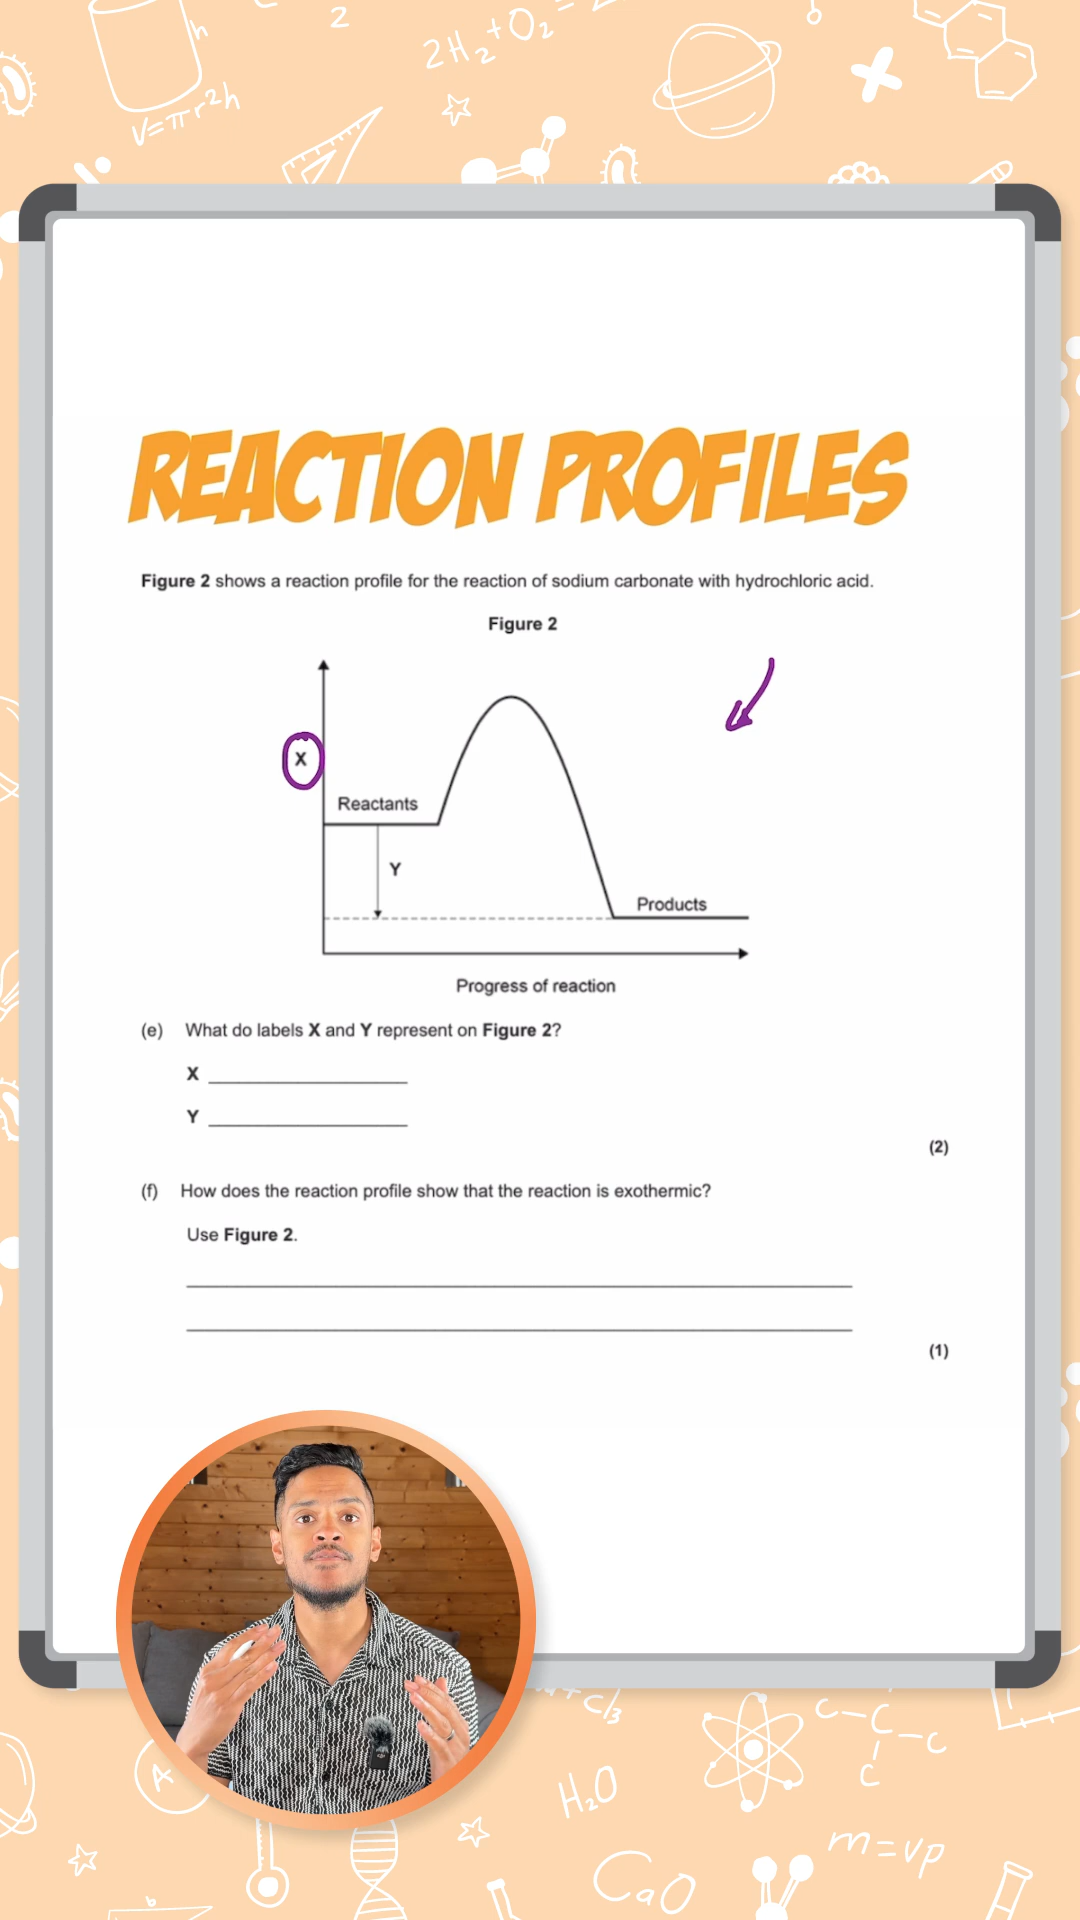 2
2H₂+O₂=
h
V=πr²h
REACTION PROFILES
Figure 2 shows a reaction profile for the reaction of sodium carbonate with hydrochloric acid.
Figure 2
X
Reactants
Y
Products
Progress of reaction
(e) What do labels X and Y represent on Figure 2?
X
Y
(2)
(f) How does the reaction profile show that the reaction is exothermic?
Use Figure 2.
(1)
C-C-C
C
A
H₂O
m=vp
CaO
b